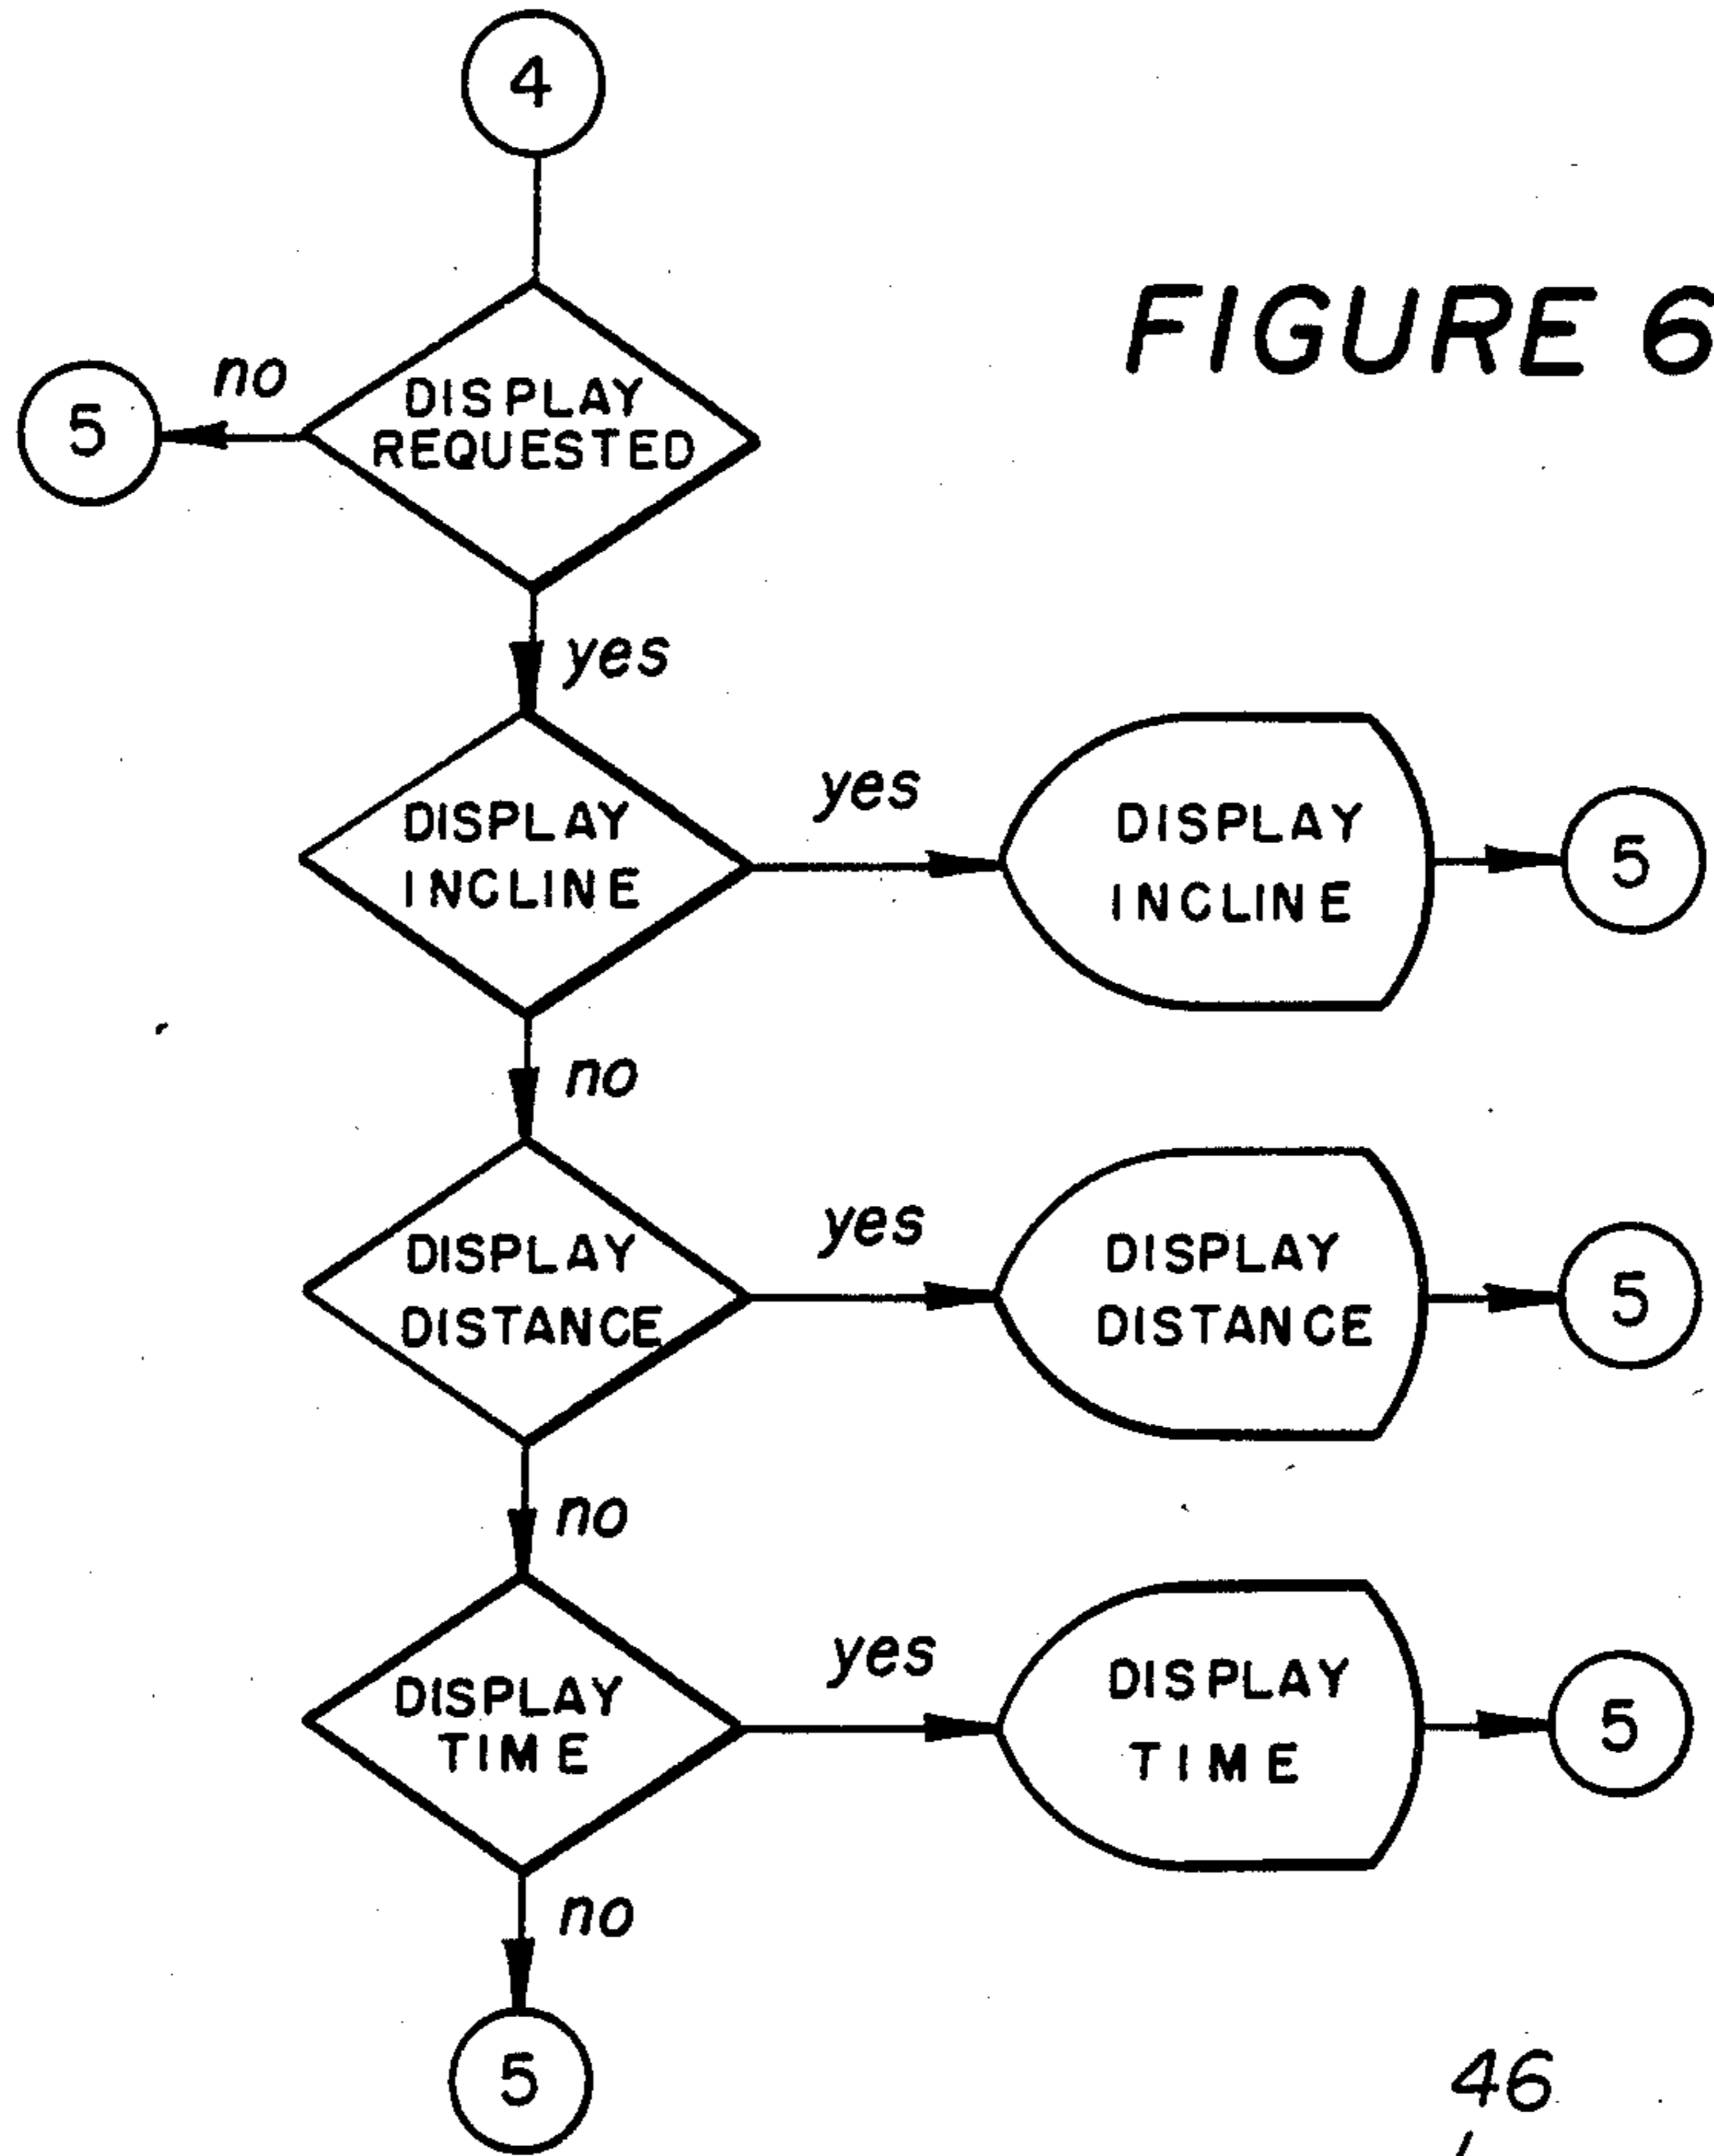 4
FIGURE 6
no
5
DISPLAY
REQUESTED
yes
DISPLAY
INCLINE
yes
DISPLAY
INCLINE
5
no
DISPLAY
DISTANCE
yes
DISPLAY
DISTANCE
5
no
DISPLAY
TIME
yes
DISPLAY
TIME
5
no
5
46